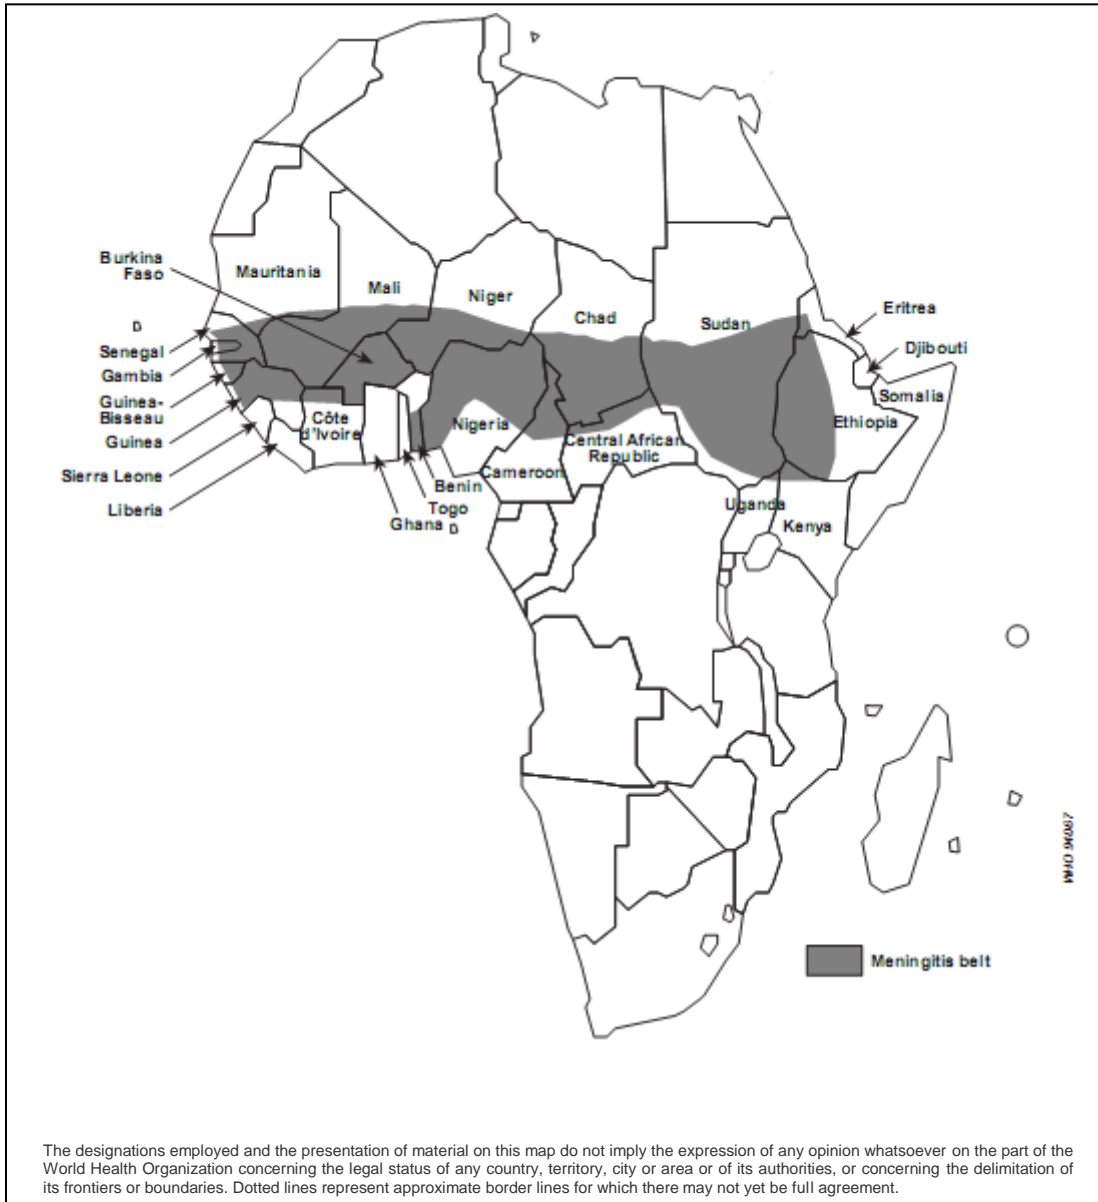 Burkina
Faso
Mauritania
Mali
Niger
Chad
Sudan
Eritrea
D
Senegal
Djibouti
Gambia
Somalia
Guinea-
Bisseau
Côte
d'Ivoire
Nigeria
Ethiopia
Guinea
Central African
Republic
Sierra Leone
Cameroon
Benin
Uganda
Liberia
Togo
Ghana D
Kenya
WHO 94067
Meningitis belt
The designations employed and the presentation of material on this map do not imply the expression of any opinion whatsoever on the part of the
World Health Organization concerning the legal status of any country, territory, city or area or of its authorities, or concerning the delimitation of
its frontiers or boundaries. Dotted lines represent approximate border lines for which there may not yet be full agreement.